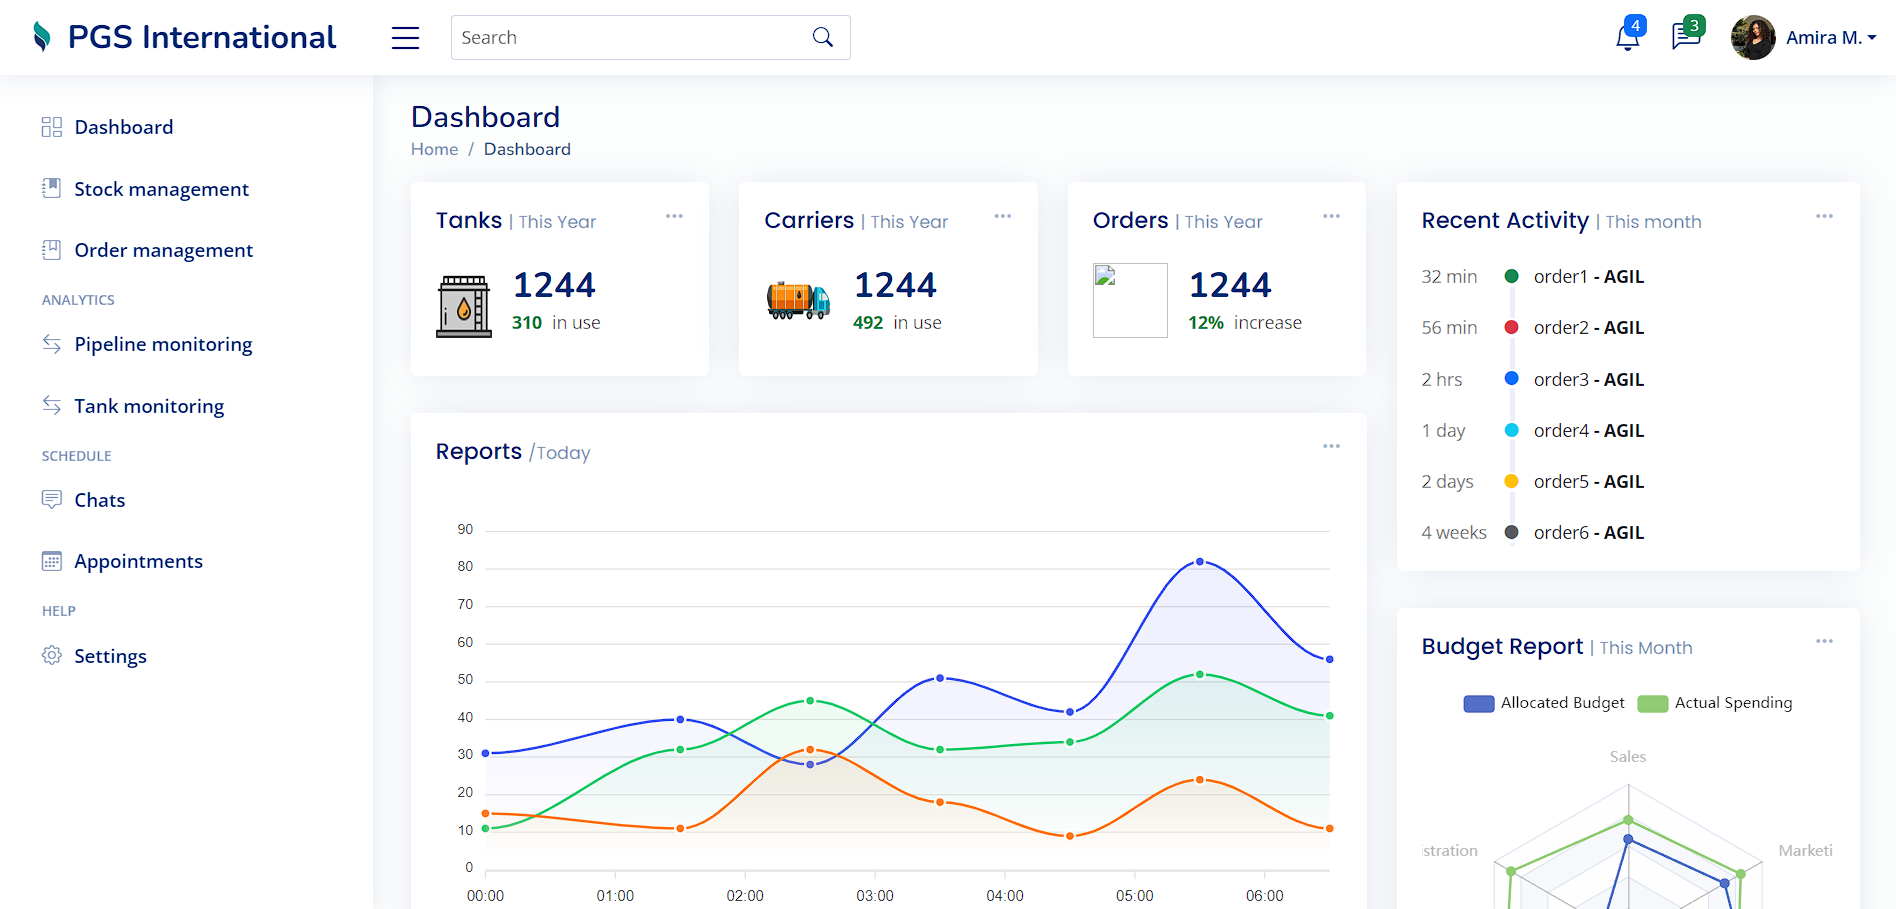 PGS International
Search
4
3
Amira M.
Dashboard
Stock management
Order management
ANALYTICS
Pipeline monitoring
Tank monitoring
SCHEDULE
Chats
Appointments
HELP
Settings
Dashboard
Home / Dashboard
Tanks | This Year
1244
310 in use
Carriers | This Year
1244
492 in use
Orders | This Year
1244
12% increase
Reports /Today
90
80
70
60
50
40
30
20
10
0
00:00 01:00 02:00 03:00 04:00 05:00 06:00
Recent Activity | This month
32 min order1 - AGIL
56 min order2 - AGIL
2 hrs order3 - AGIL
1 day order4 - AGIL
2 days order5 - AGIL
4 weeks order6 - AGIL
Budget Report | This Month
Allocated Budget Actual Spending
Sales
stration Marketi